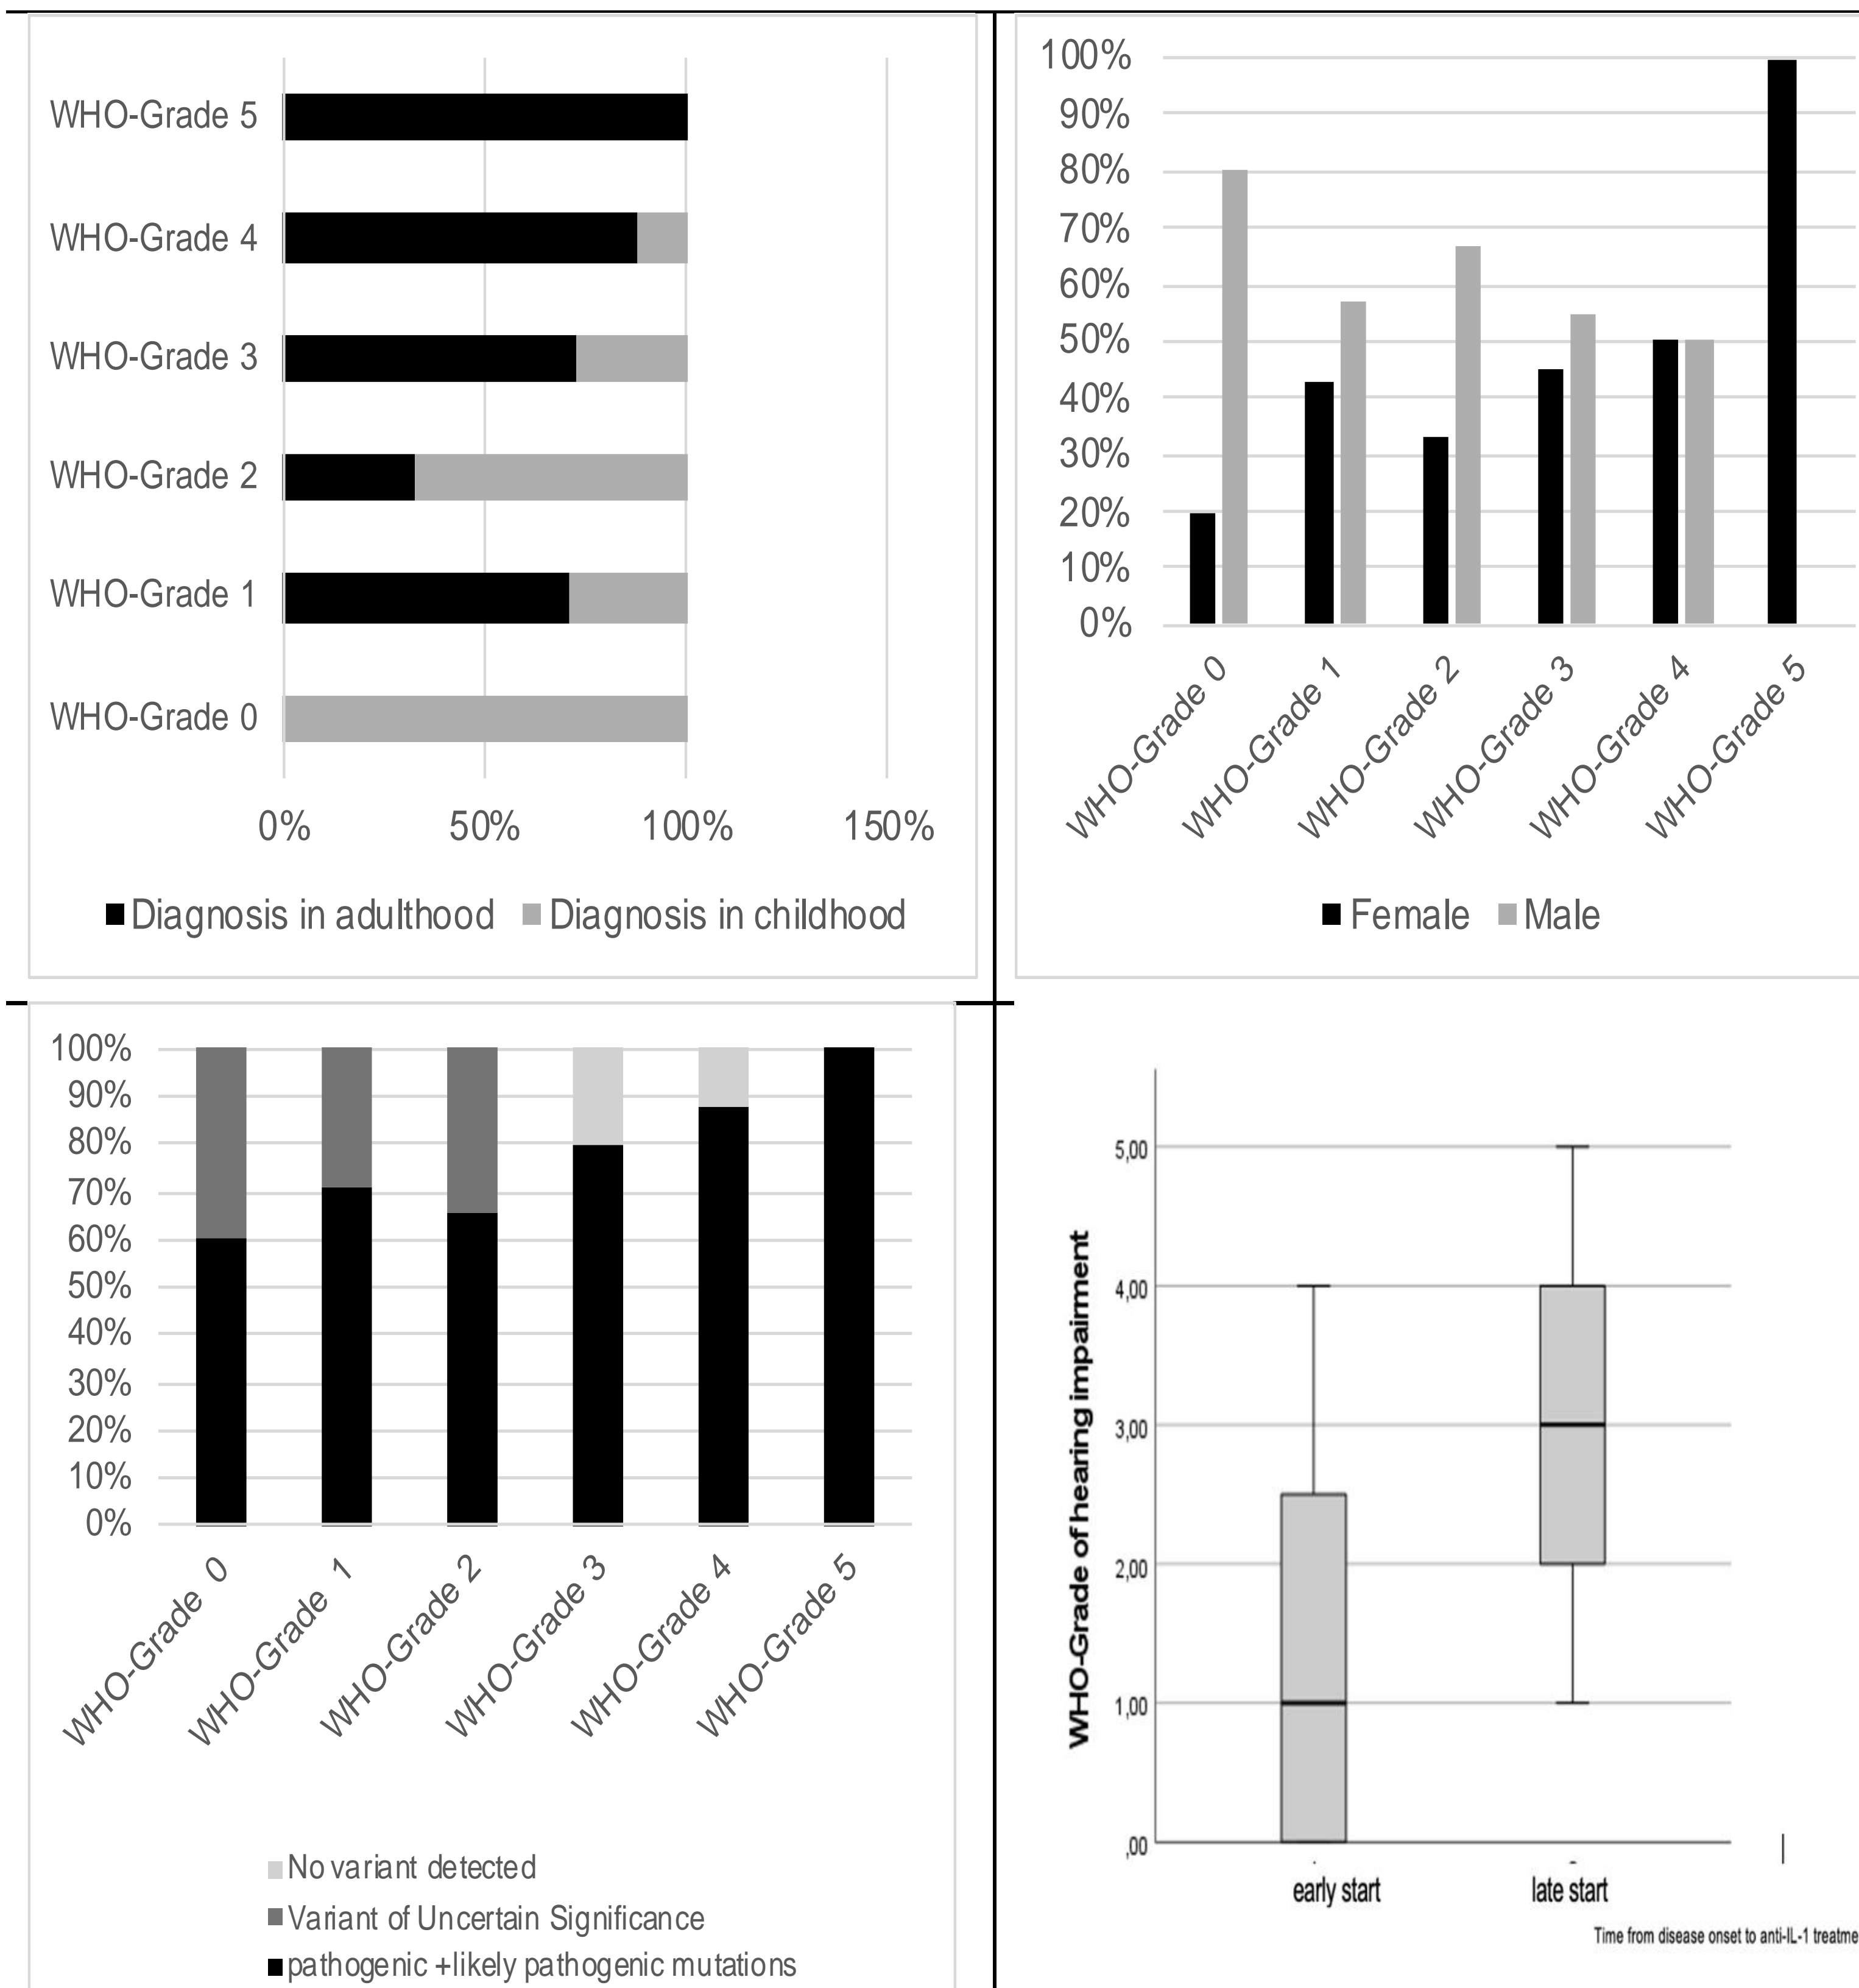 WHO-Grade 5
WHO-Grade 4
WHO-Grade 3
WHO-Grade 2
WHO-Grade 1
WHO-Grade 0
0% 50% 100% 150%
Diagnosis in adulthood Diagnosis in childhood
100%
90%
80%
70%
60%
50%
40%
30%
20%
10%
0%
WHO-Grade 0
WHO-Grade 1
WHO-Grade 2
WHO-Grade 3
WHO-Grade 4
WHO-Grade 5
Female Male
100%
90%
80%
70%
60%
50%
40%
30%
20%
10%
0%
WHO-Grade 0
WHO-Grade 1
WHO-Grade 2
WHO-Grade 3
WHO-Grade 4
WHO-Grade 5
No variant detected
Variant of Uncertain Significance
pathogenic +likely pathogenic mutations
WHO-Grade of hearing impairment
5,00
4,00
3,00
2,00
1,00
,00
early start late start
Time from disease onset to anti-IL-1 treatme